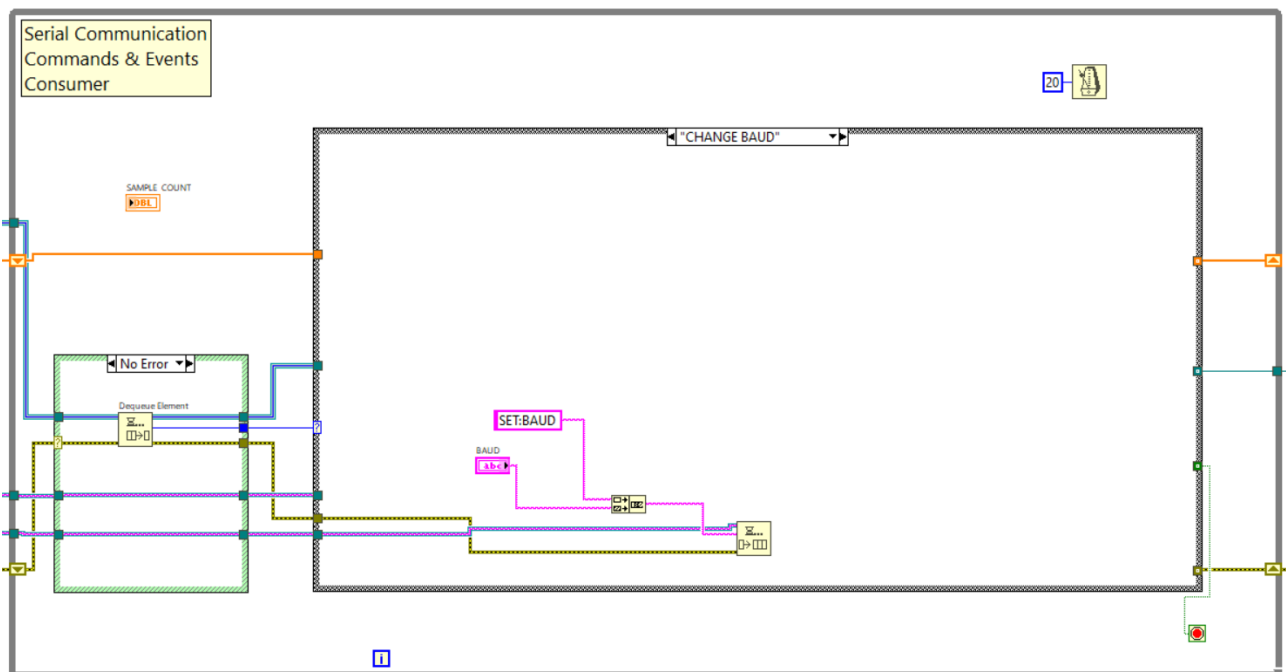 Serial Communication
Commands & Events
Consumer
20
"CHANGE BAUD"
SAMPLE COUNT
DBL
No Error
Dequeue Element
?
?
SET:BAUD
BAUD
abc
i